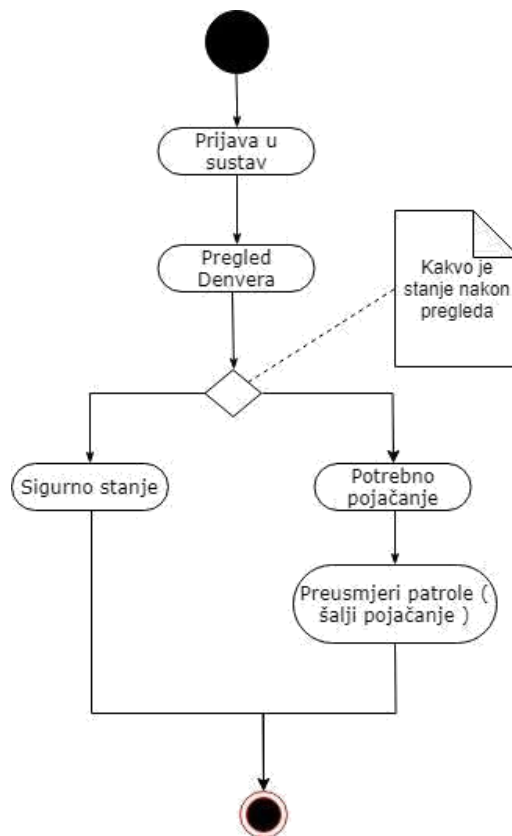 Prijava u
sustav
Pregled
Denvera
Kakvo je
stanje nakon
pregleda
Sigurno stanje
Potrebno
pojačanje
Preusmjeri patrole (
šalji pojačanje )